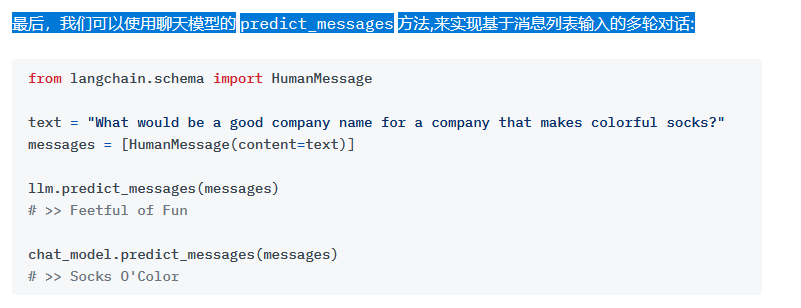 最后，我们可以使用聊天模型的 predict_messages 方法,来实现基于消息列表输入的多轮对话:
from langchain.schema import HumanMessage
text = "What would be a good company name for a company that makes colorful socks?"
messages = [HumanMessage(content=text)]
llm.predict_messages(messages)
# >> Feetful of Fun
chat_model.predict_messages(messages)
# >> Socks O'Color